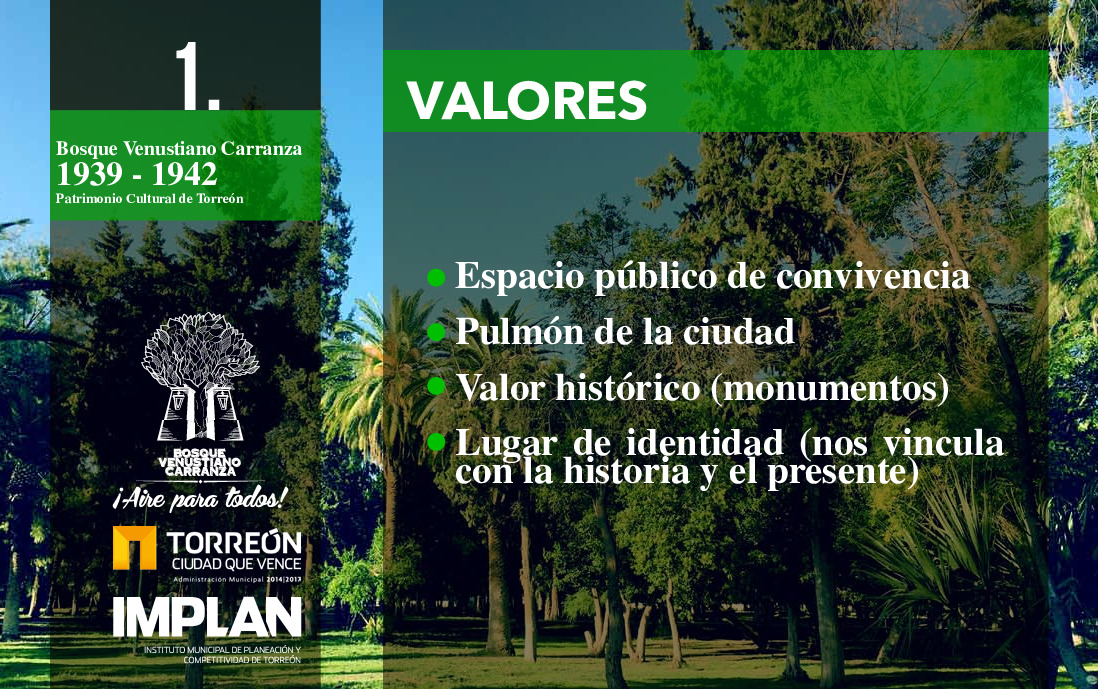 1.
Bosque Venustiano Carranza
1939 - 1942
Patrimonio Cultural de Torreón
VALORES
Espacio público de convivencia
Pulmón de la ciudad
Valor histórico (monumentos)
Lugar de identidad (nos vincula
con la historia y el presente)
BOSQUE
VENUSTIANO
CARRANZA
¡Aire para todos!
TORREÓN
CIUDAD QUE VENCE
Administración Municipal 2014|2017
IMPLAN
INSTITUTO MUNICIPAL DE PLANEACIÓN Y
COMPETITIVIDAD DE TORREÓN